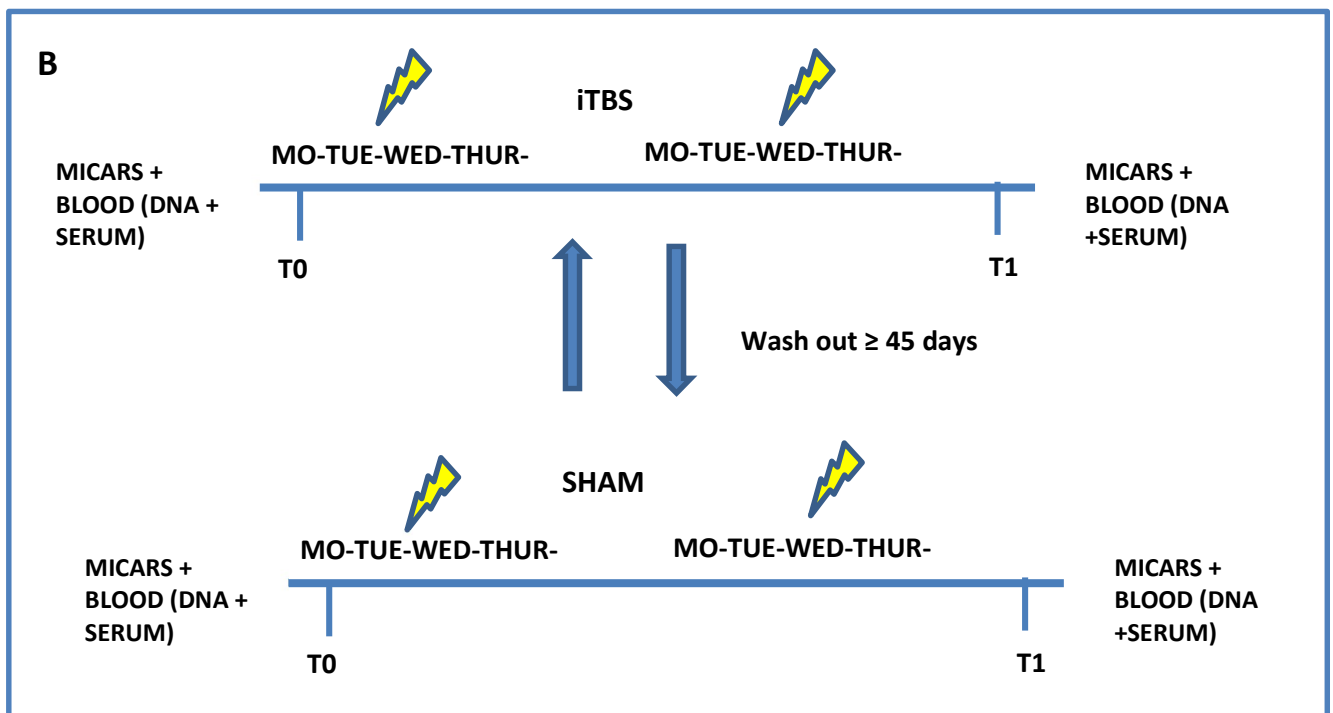 B
iTBS
MO-TUE-WED-THUR-
MO-TUE-WED-THUR-
MICARS +
BLOOD (DNA +
SERUM)
MICARS +
BLOOD (DNA
+SERUM)
T0
T1
Wash out ≥ 45 days
SHAM
MO-TUE-WED-THUR-
MO-TUE-WED-THUR-
MICARS +
BLOOD (DNA +
SERUM)
MICARS +
BLOOD (DNA
+SERUM)
T0
T1